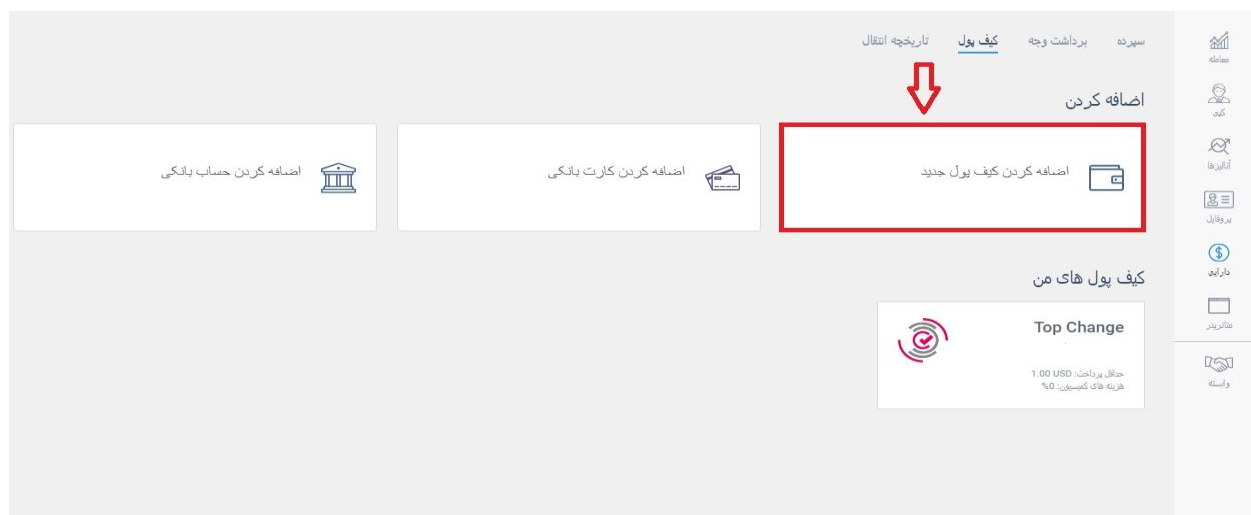 سپرده برداشت وجه کیف پول تاریخچه انتقال
معامله
کپی
آنالیزها
پروفایل
دارایی
متاتریدر
وابسته
اضافه کردن
اضافه کردن کیف پول جدید
اضافه کردن کارت بانکی
اضافه کردن حساب بانکی
کیف پول های من
Top Change
حداقل پرداخت: 1.00 USD
هزینه های کمیسیون: 0%